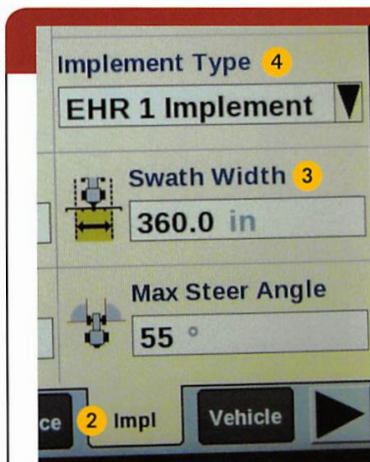 Implement Type 4
EHR 1 Implement
Swath Width 3
360.0 in
Max Steer Angle
55 °
ce 2 Impl Vehicle